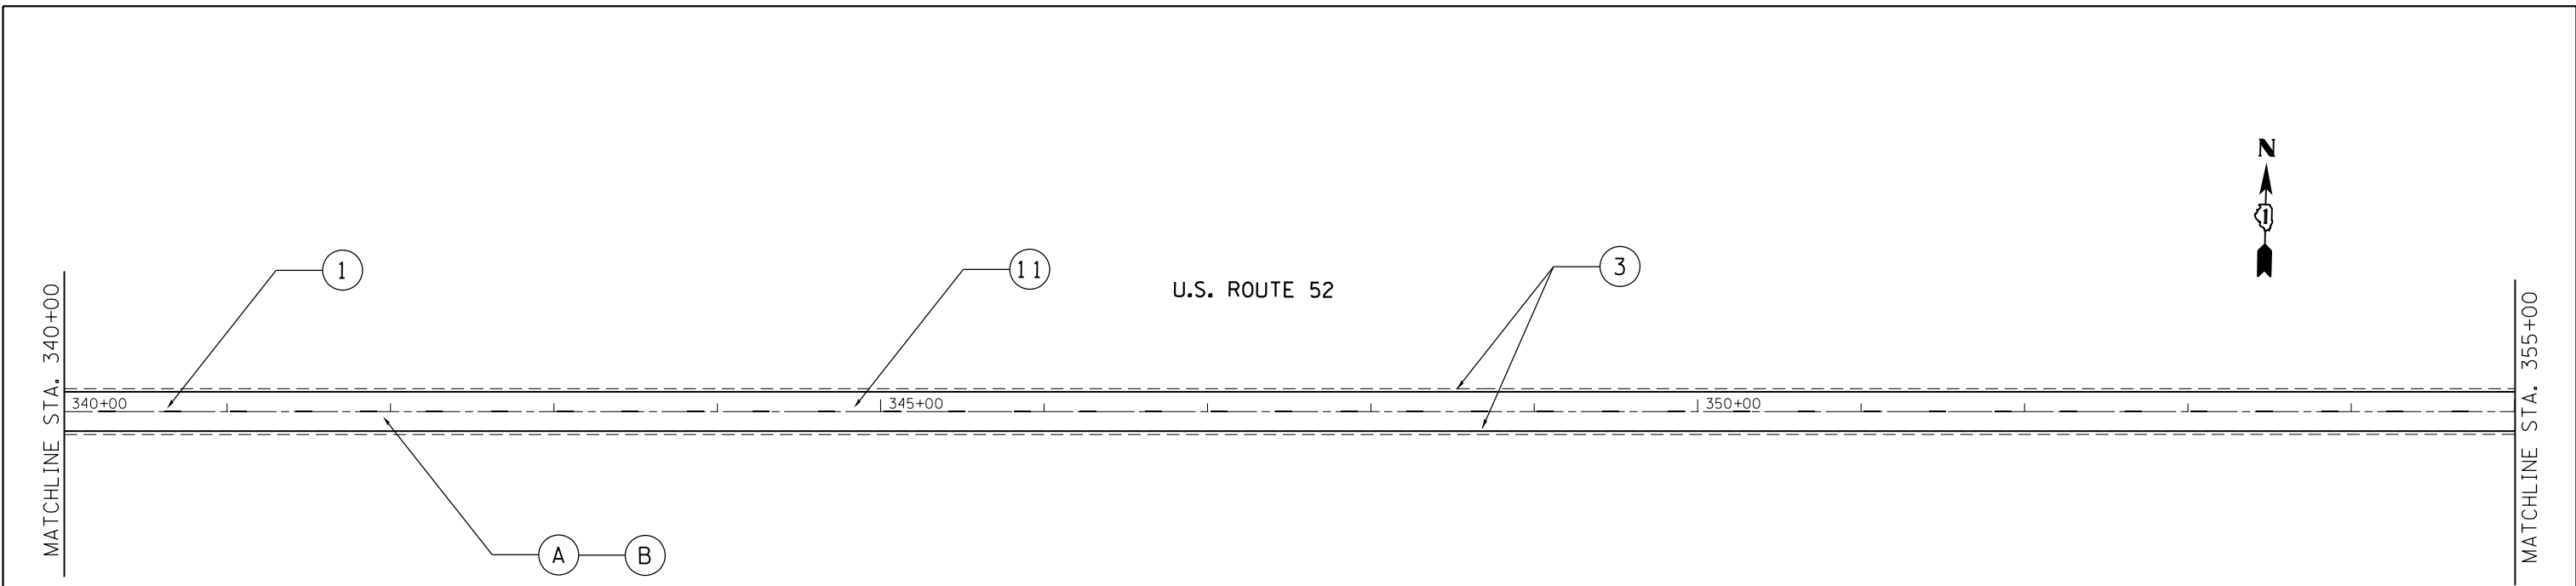 N
1
1
11
U.S. ROUTE 52
3
MATCHLINE STA. 340+00
340+00
345+00
350+00
MATCHLINE STA. 355+00
A
B